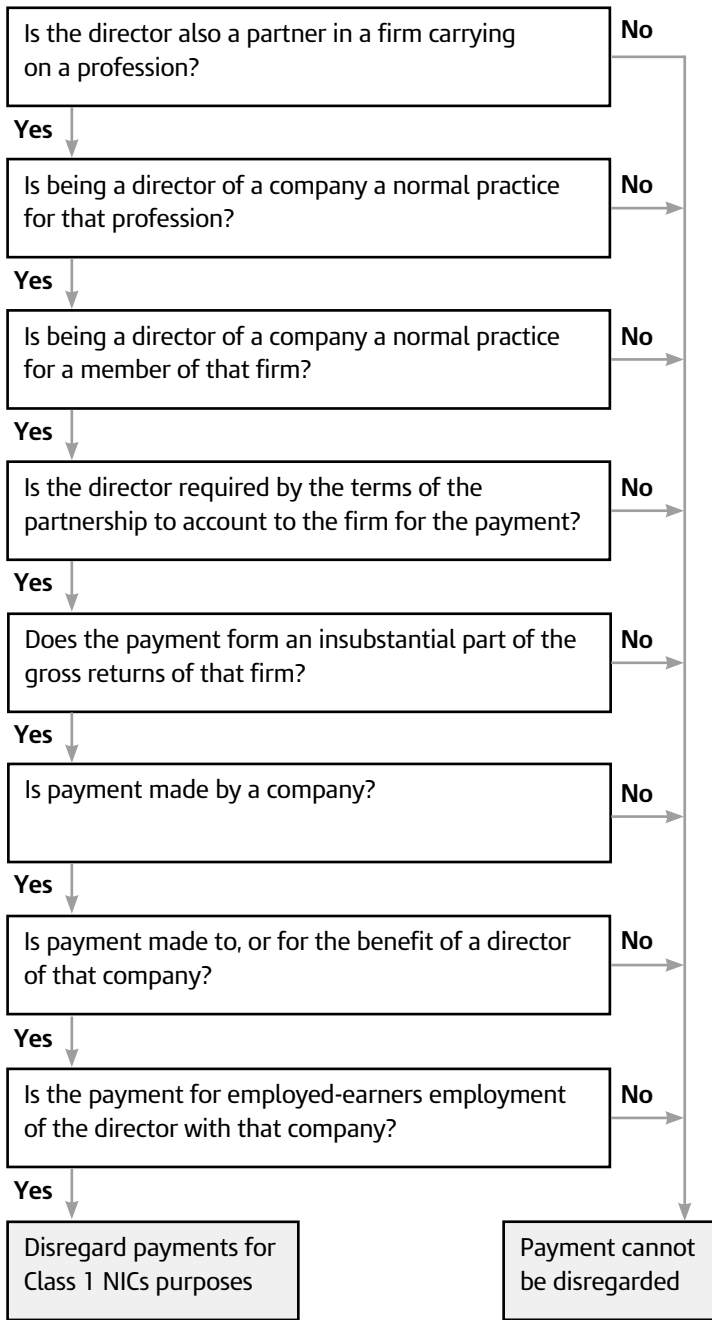 Is the director also a partner in a firm carrying
on a profession?
No
Yes
Is being a director of a company a normal practice
for that profession?
No
Yes
Is being a director of a company a normal practice
for a member of that firm?
No
Yes
Is the director required by the terms of the
partnership to account to the firm for the payment?
No
Yes
Does the payment form an insubstantial part of the
gross returns of that firm?
No
Yes
Is payment made by a company?
No
Yes
Is payment made to, or for the benefit of a director
of that company?
No
Yes
Is the payment for employed-earners employment
of the director with that company?
No
Yes
Disregard payments for
Class 1 NICs purposes
Payment cannot
be disregarded